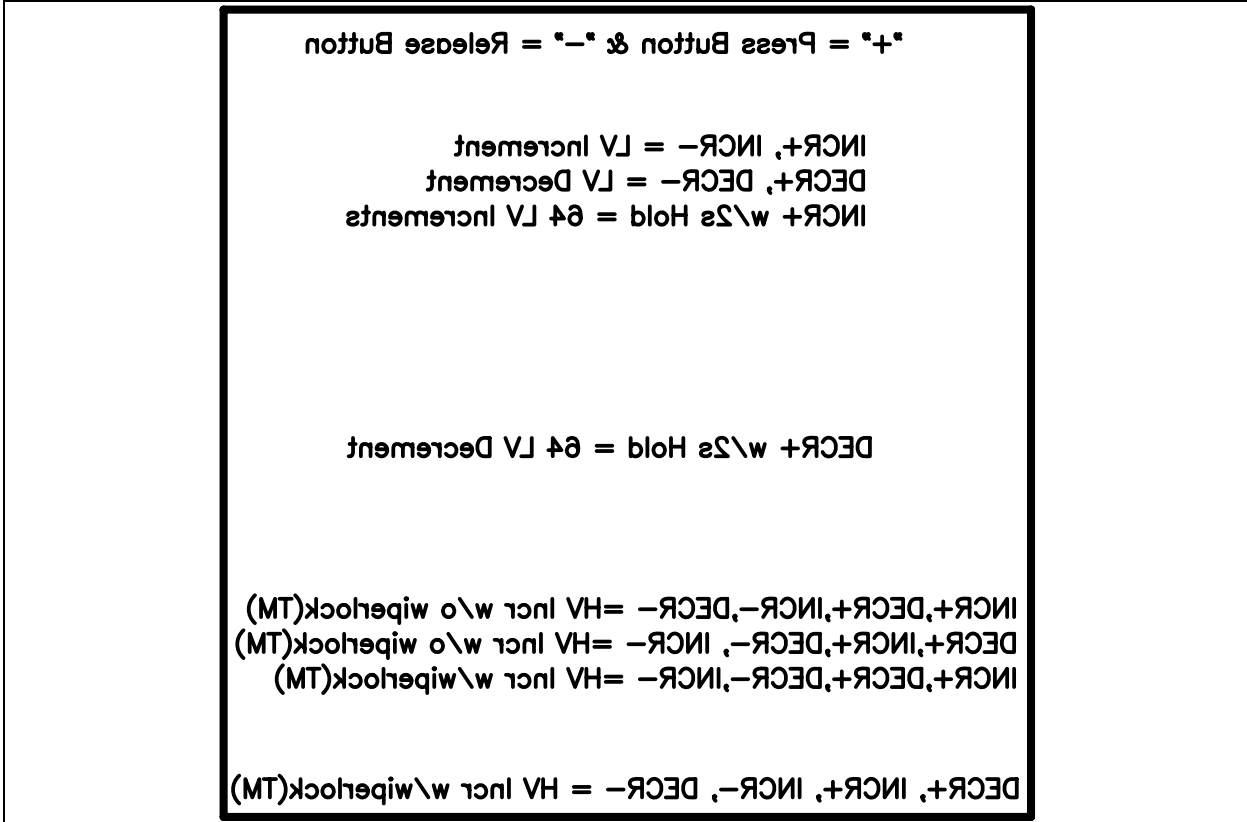 "+" = Press Button & "-" = Release Button
INCR+, INCR- = LV Increment
DECR+, DECR- = LV Decrement
INCR+ w/2s Hold = 64 LV Increments
DECR+ w/2s Hold = 64 LV Decrement
INCR+,DECR+,INCR-,DECR- =HV Incr w/o wiperlock(TM)
DECR+,INCR+,DECR-, INCR- =HV Incr w/o wiperlock(TM)
INCR+,DECR+,DECR-,INCR- =HV Incr w/wiperlock(TM)
DECR+, INCR+, INCR-, DECR- = HV Incr w/wiperlock(TM)